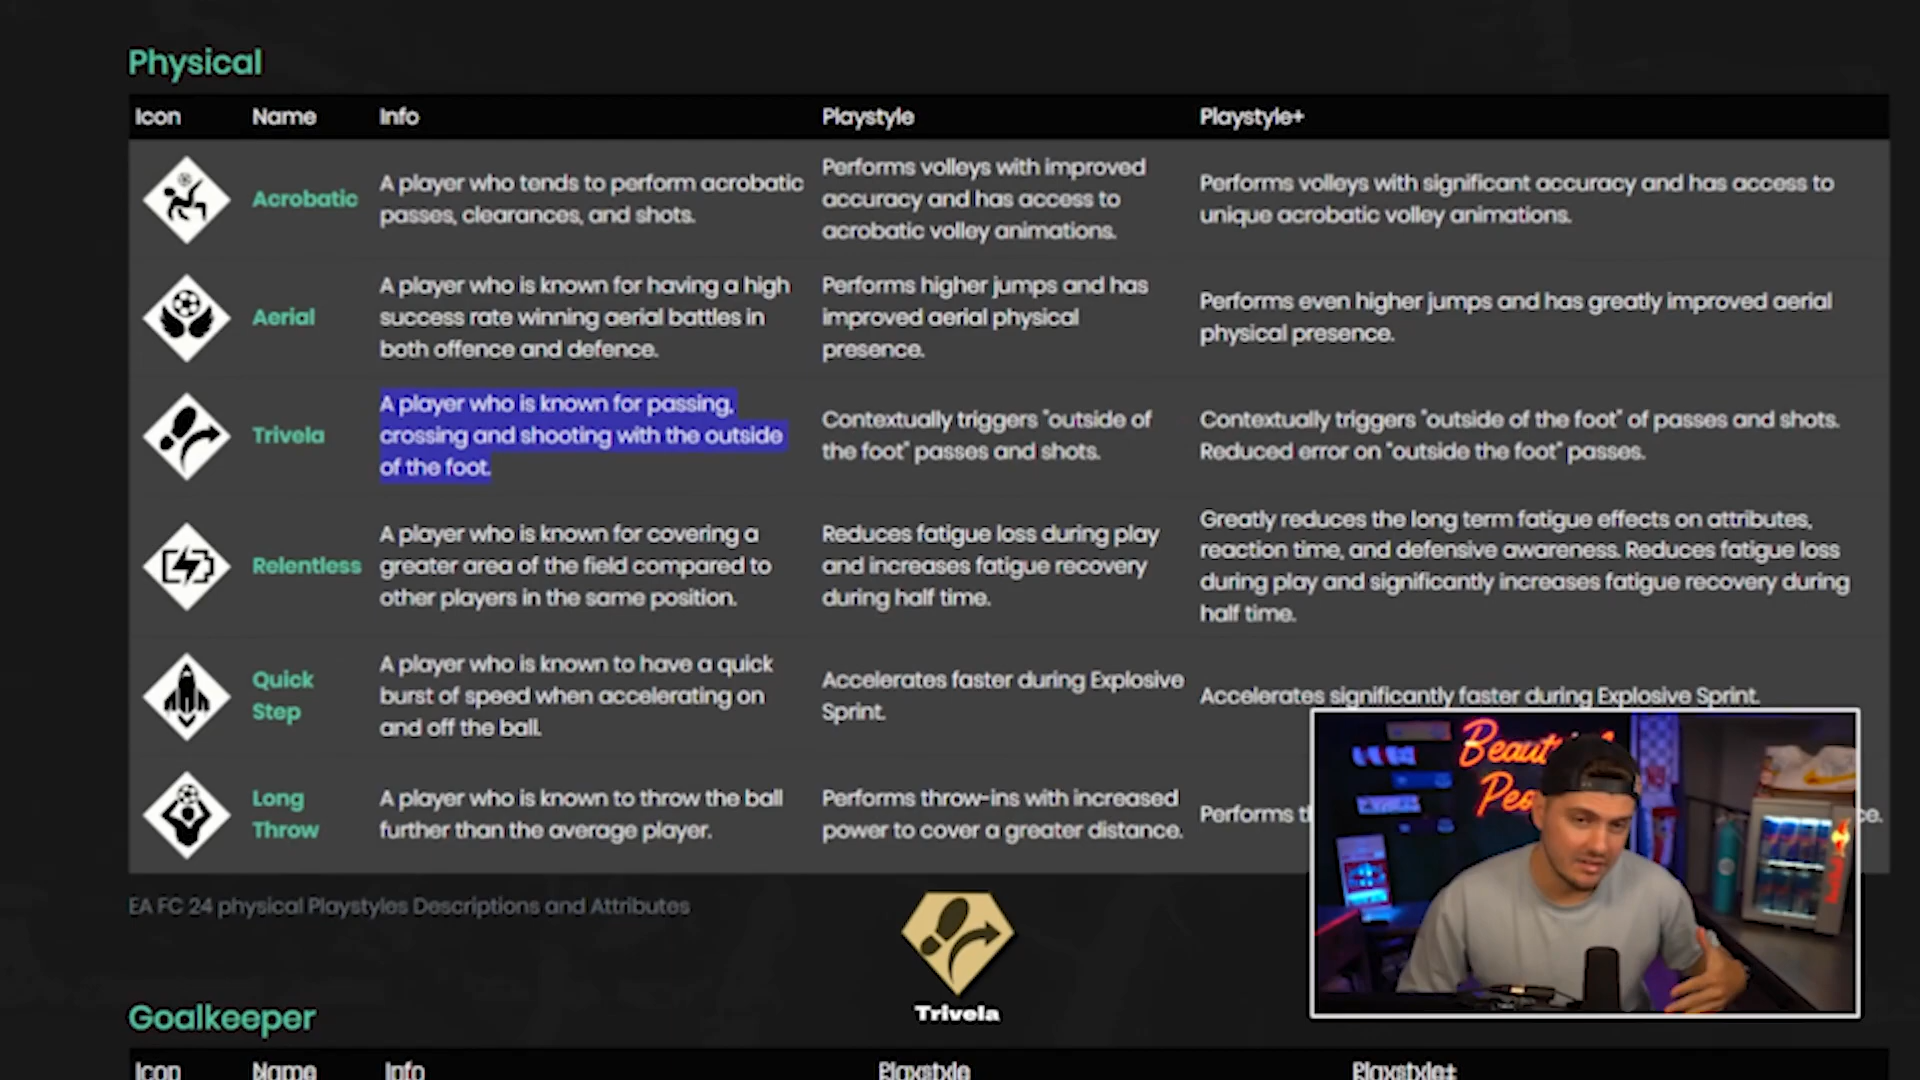 Physical
Icon Name Info Playstyle Playstyle+
Acrobatic
A player who tends to perform acrobatic
passes, clearances, and shots.
Performs volleys with improved
accuracy and has access to
acrobatic volley animations.
Performs volleys with significant accuracy and has access to
unique acrobatic volley animations.
Aerial
A player who is known for having a high
success rate winning aerial battles in
both offence and defence.
Performs higher jumps and has
improved aerial physical
presence.
Performs even higher jumps and has greatly improved aerial
physical presence.
Trivela
A player who is known for passing,
crossing and shooting with the outside
of the foot.
Contextually triggers "outside of
the foot" passes and shots.
Contextually triggers "outside of the foot" of passes and shots.
Reduced error on "outside the foot" passes.
Relentless
A player who is known for covering a
greater area of the field compared to
other players in the same position.
Reduces fatigue loss during play
and increases fatigue recovery
during half time.
Greatly reduces the long term fatigue effects on attributes,
reaction time, and defensive awareness. Reduces fatigue loss
during play and significantly increases fatigue recovery during
half time.
Quick
Step
A player who is known to have a quick
burst of speed when accelerating on
and off the ball.
Accelerates faster during Explosive
Sprint.
Accelerates significantly faster during Explosive Sprint.
Long
Throw
A player who is known to throw the ball
further than the average player.
Performs throw-ins with increased
power to cover a greater distance.
Performs
EA FC 24 physical Playstyles Descriptions and Attributes
Trivela
Goalkeeper
Icon Name Info Playstyle Playstyle+